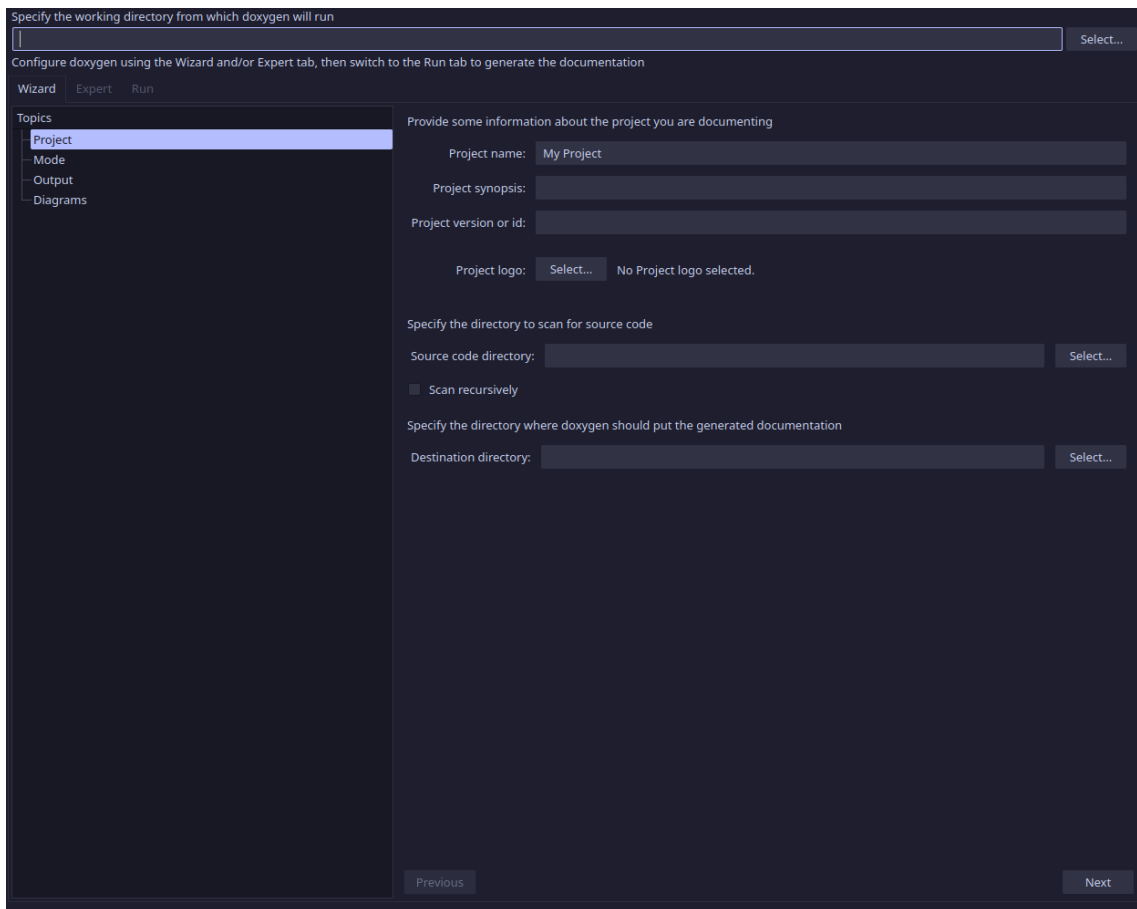 Specify the working directory from which doxygen will run
Select...
Configure doxygen using the Wizard and/or Expert tab, then switch to the Run tab to generate the documentation
Wizard Expert Run
Topics
Project
Mode
Output
Diagrams
Provide some information about the project you are documenting
Project name: My Project
Project synopsis:
Project version or id:
Project logo: Select... No Project logo selected.
Specify the directory to scan for source code
Source code directory: Select...
Scan recursively
Specify the directory where doxygen should put the generated documentation
Destination directory: Select...
Previous Next